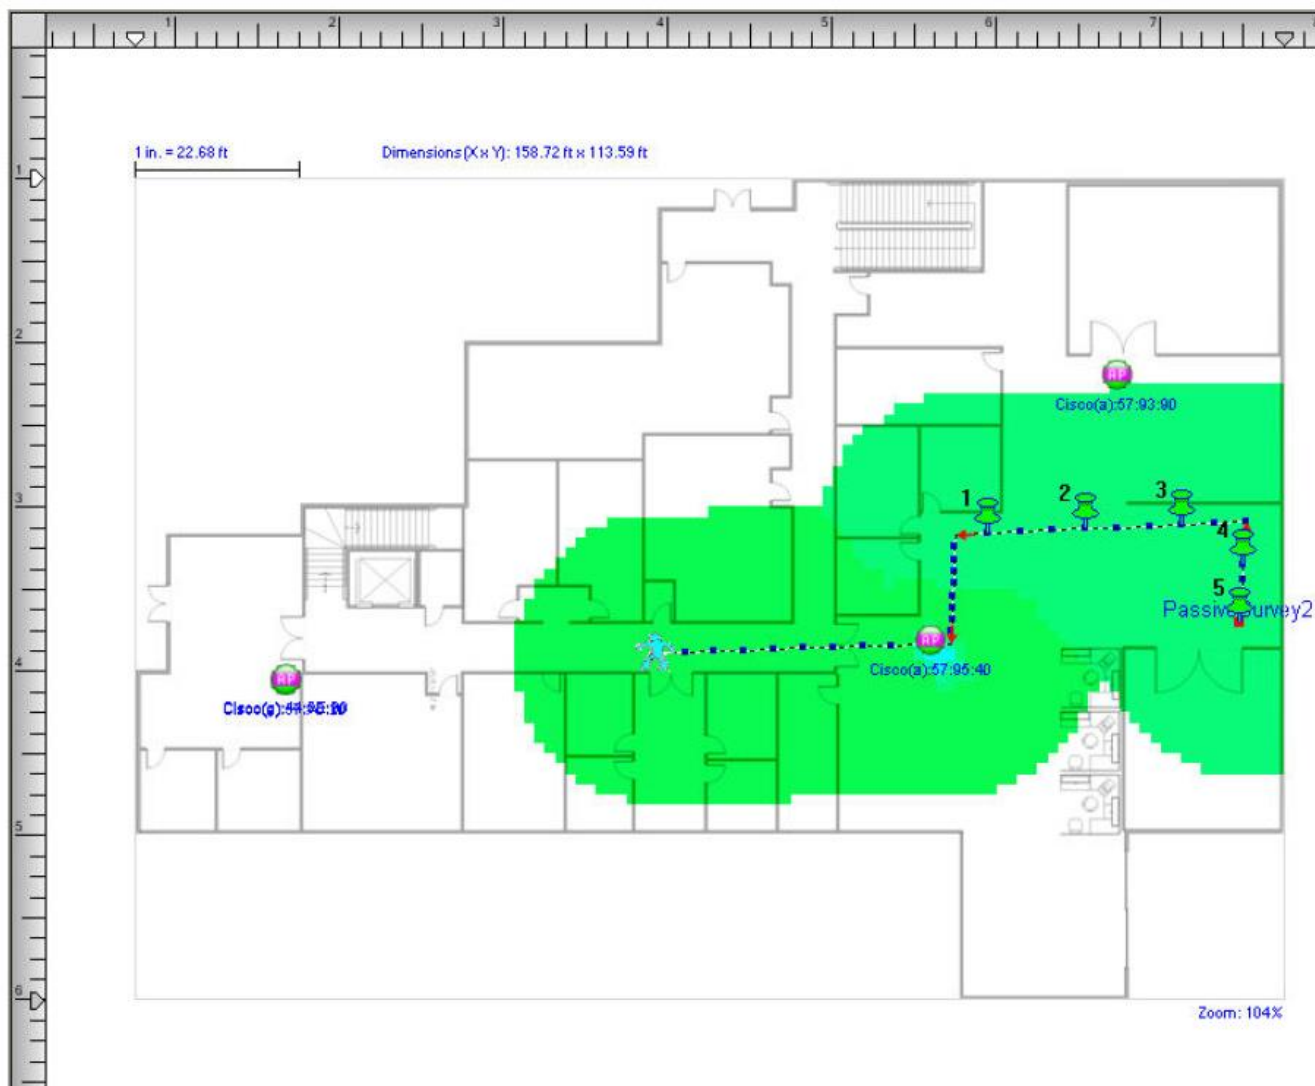 1 2 3 4 5 6 7
1 in. = 22.68 ft
Dimensions (X x Y): 158.72 ft x 113.59 ft
1
2
AP
Cisco(a):57:93:90
3
1
2
3
4
5
PassiveSurvey2
AP
Cisco(a):57:95:40
4
AP
5
6
Zoom: 104%